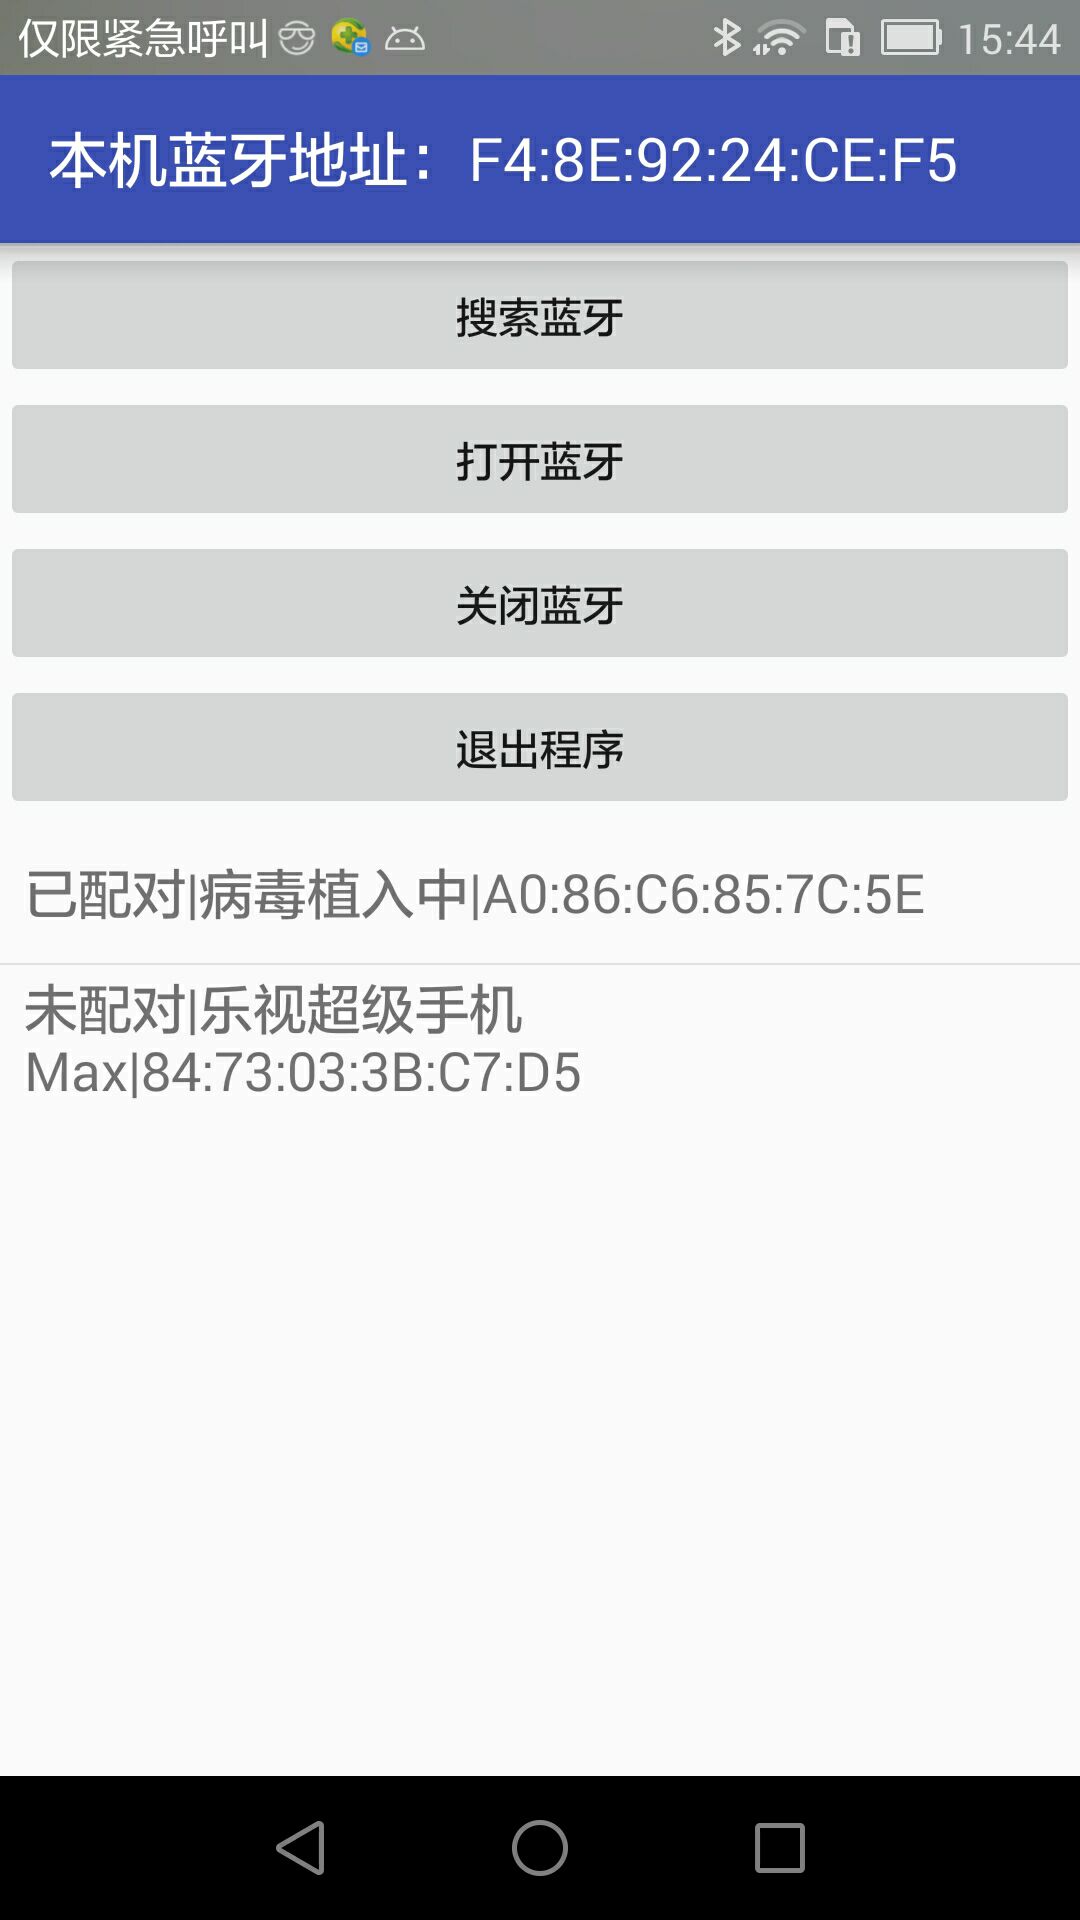 仅限紧急呼叫 15:44
本机蓝牙地址：F4:8E:92:24:CE:F5
搜索蓝牙
打开蓝牙
关闭蓝牙
退出程序
已配对|病毒植入中|A0:86:C6:85:7C:5E
未配对|乐视超级手机
Max|84:73:03:3B:C7:D5